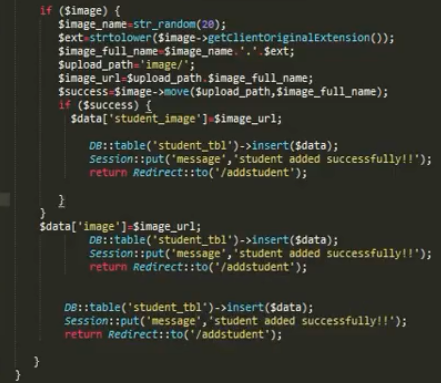 if ($image) {
$image_name=str_random(20);
$ext=strtolower($image->getClientOriginalExtension());
$image_full_name=$image_name.'.'.$ext;
$upload_path='image/';
$image_url=$upload_path.$image_full_name;
$success=$image->move($upload_path,$image_full_name);
if ($success) {
$data['student_image']=$image_url;
DB::table('student_tbl')->insert($data);
Session::put('message','student added successfully!!');
return Redirect::to('/addstudent');
}
}
$data['image']=$image_url;
DB::table('student_tbl')->insert($data);
Session::put('message','student added successfully!!');
return Redirect::to('/addstudent');
DB::table('student_tbl')->insert($data);
Session::put('message','student added successfully!!');
return Redirect::to('/addstudent');
}
}